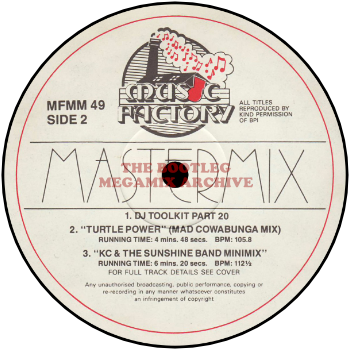 music
FACTORY
MFMM 49
SIDE 2
ALL TITLES
REPRODUCED BY
KIND PERMISSION
OF BPI
MASTERMIX
THE BOOTLEG
MEGAMIX ARCHIVE
1. DJ TOOLKIT PART 20
2. "TURTLE POWER" (MAD COWABUNGA MIX)
RUNNING TIME: 4 mins. 48 secs. BPM: 105.8
3. "KC & THE SUNSHINE BAND MINIMIX"
RUNNING TIME: 6 mins. 20 secs. BPM: 112½
FOR FULL TRACK DETAILS SEE COVER
Any unauthorised broadcasting, public performance, copying or
re-recording in any manner whatsoever constitutes
an infringement of copyright